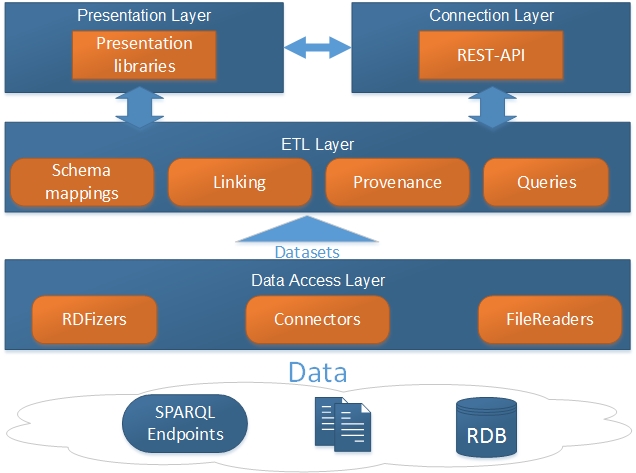 Presentation Layer
Presentation
libraries
Connection Layer
REST-API
ETL Layer
Schema
mappings
Linking
Provenance
Queries
Datasets
Data Access Layer
RDFizers
Connectors
FileReaders
Data
SPARQL
Endpoints
RDB